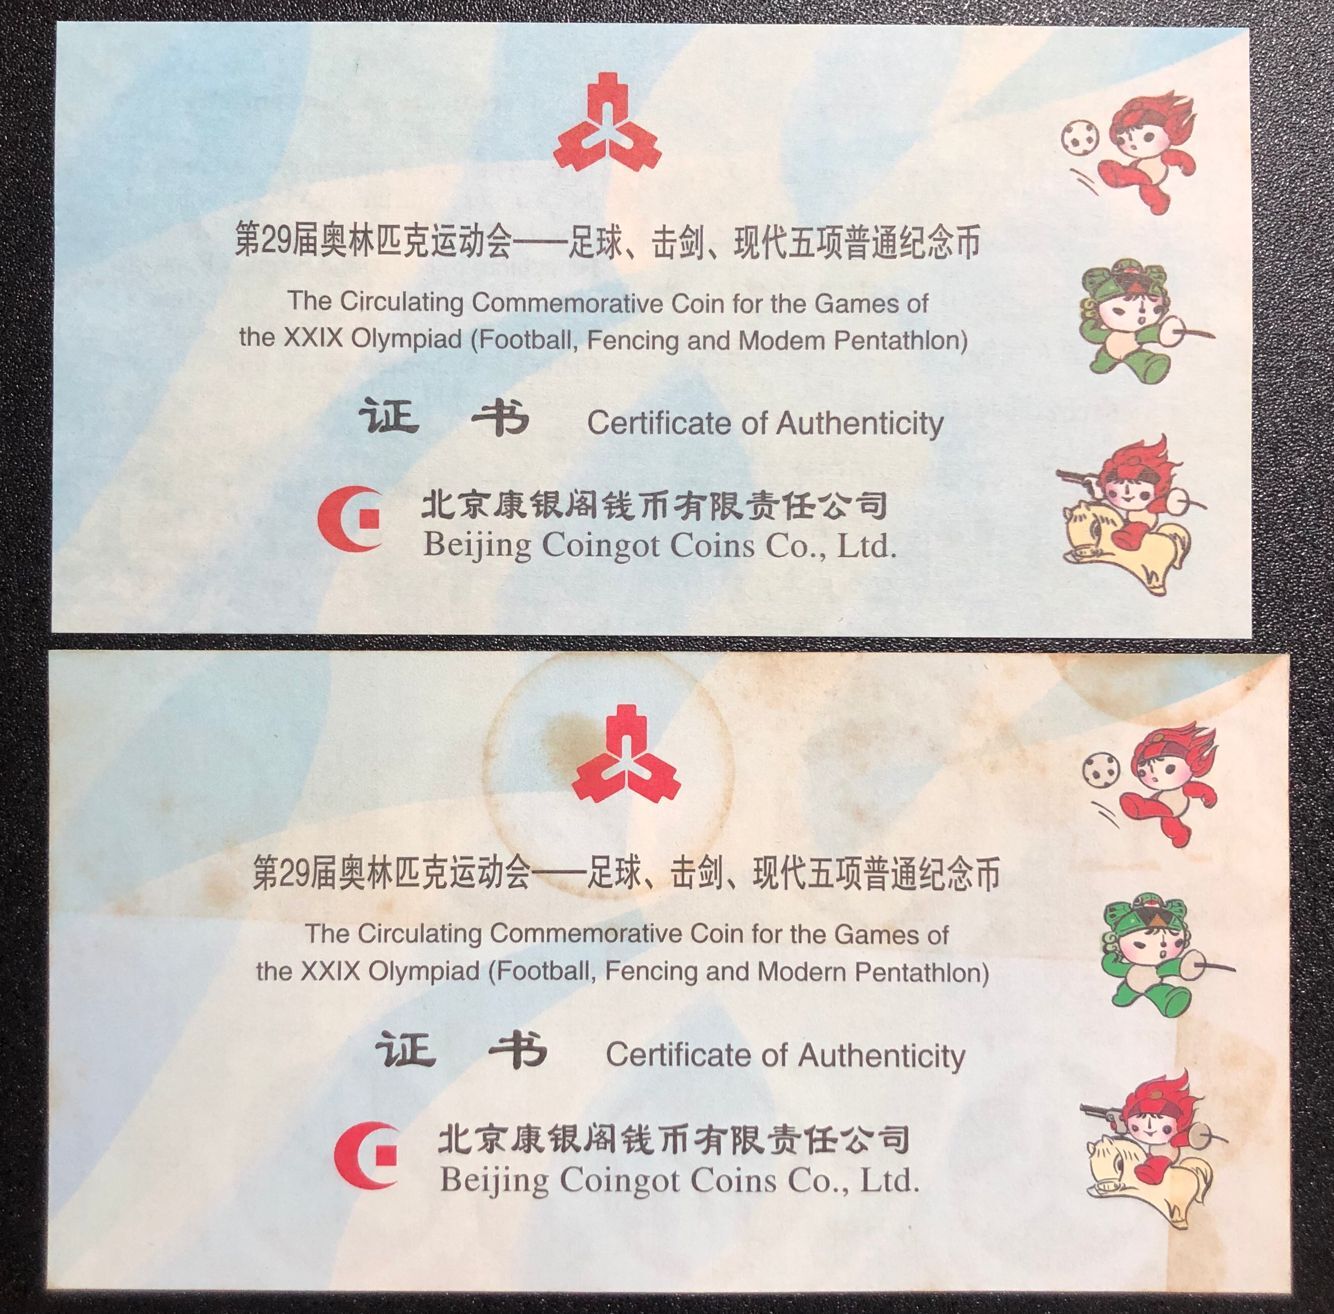 第29届奥林匹克运动会——足球、击剑、现代五项普通纪念币
The Circulating Commemorative Coin for the Games of
the XXIX Olympiad (Football, Fencing and Modem Pentathlon)
证 书 Certificate of Authenticity
北京康银阁钱币有限责任公司
Beijing Coingot Coins Co., Ltd.
第29届奥林匹克运动会——足球、击剑、现代五项普通纪念币
The Circulating Commemorative Coin for the Games of
the XXIX Olympiad (Football, Fencing and Modern Pentathlon)
证 书 Certificate of Authenticity
北京康银阁钱币有限责任公司
Beijing Coingot Coins Co., Ltd.